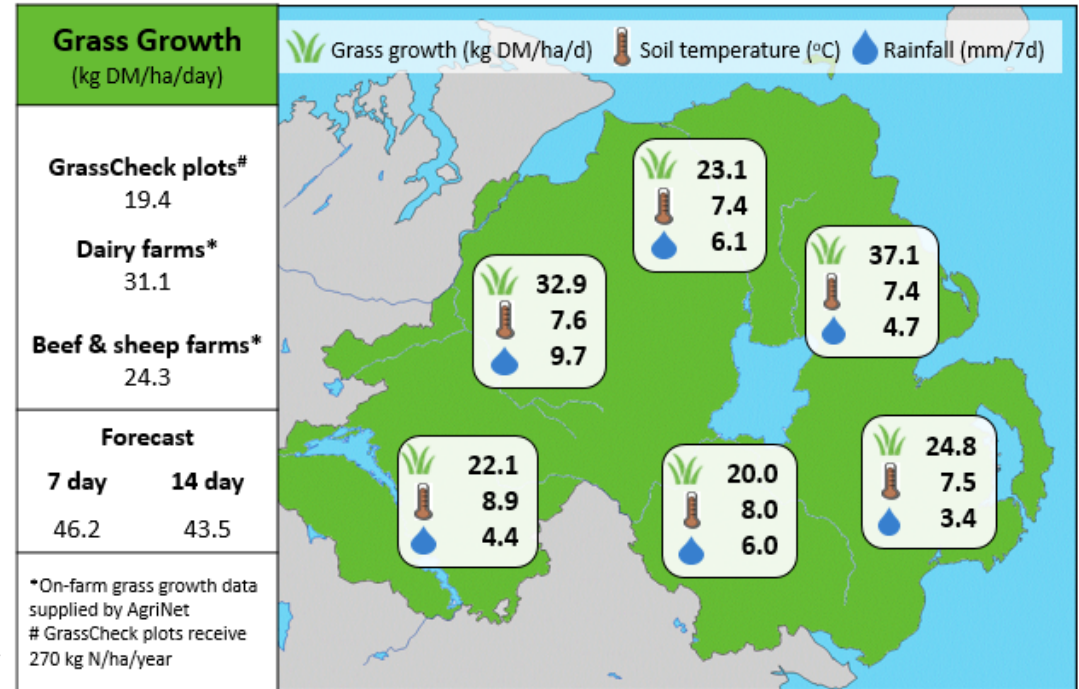 Grass Growth
(kg DM/ha/day)
GrassCheck plots#
19.4
Dairy farms*
31.1
Beef & sheep farms*
24.3
Forecast
7 day 14 day
46.2 43.5
*On-farm grass growth data
supplied by AgriNet
# GrassCheck plots receive
270 kg N/ha/year
Grass growth (kg DM/ha/d) Soil temperature (°C) Rainfall (mm/7d)
23.1
7.4
6.1
37.1
7.4
4.7
32.9
7.6
9.7
22.1
8.9
4.4
20.0
8.0
6.0
24.8
7.5
3.4